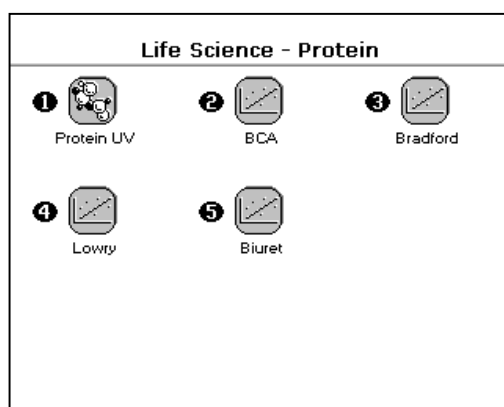 Life Science - Protein
❶ ❷ ❸
Protein UV BCA Bradford
❹ ❺
Lowry Biuret